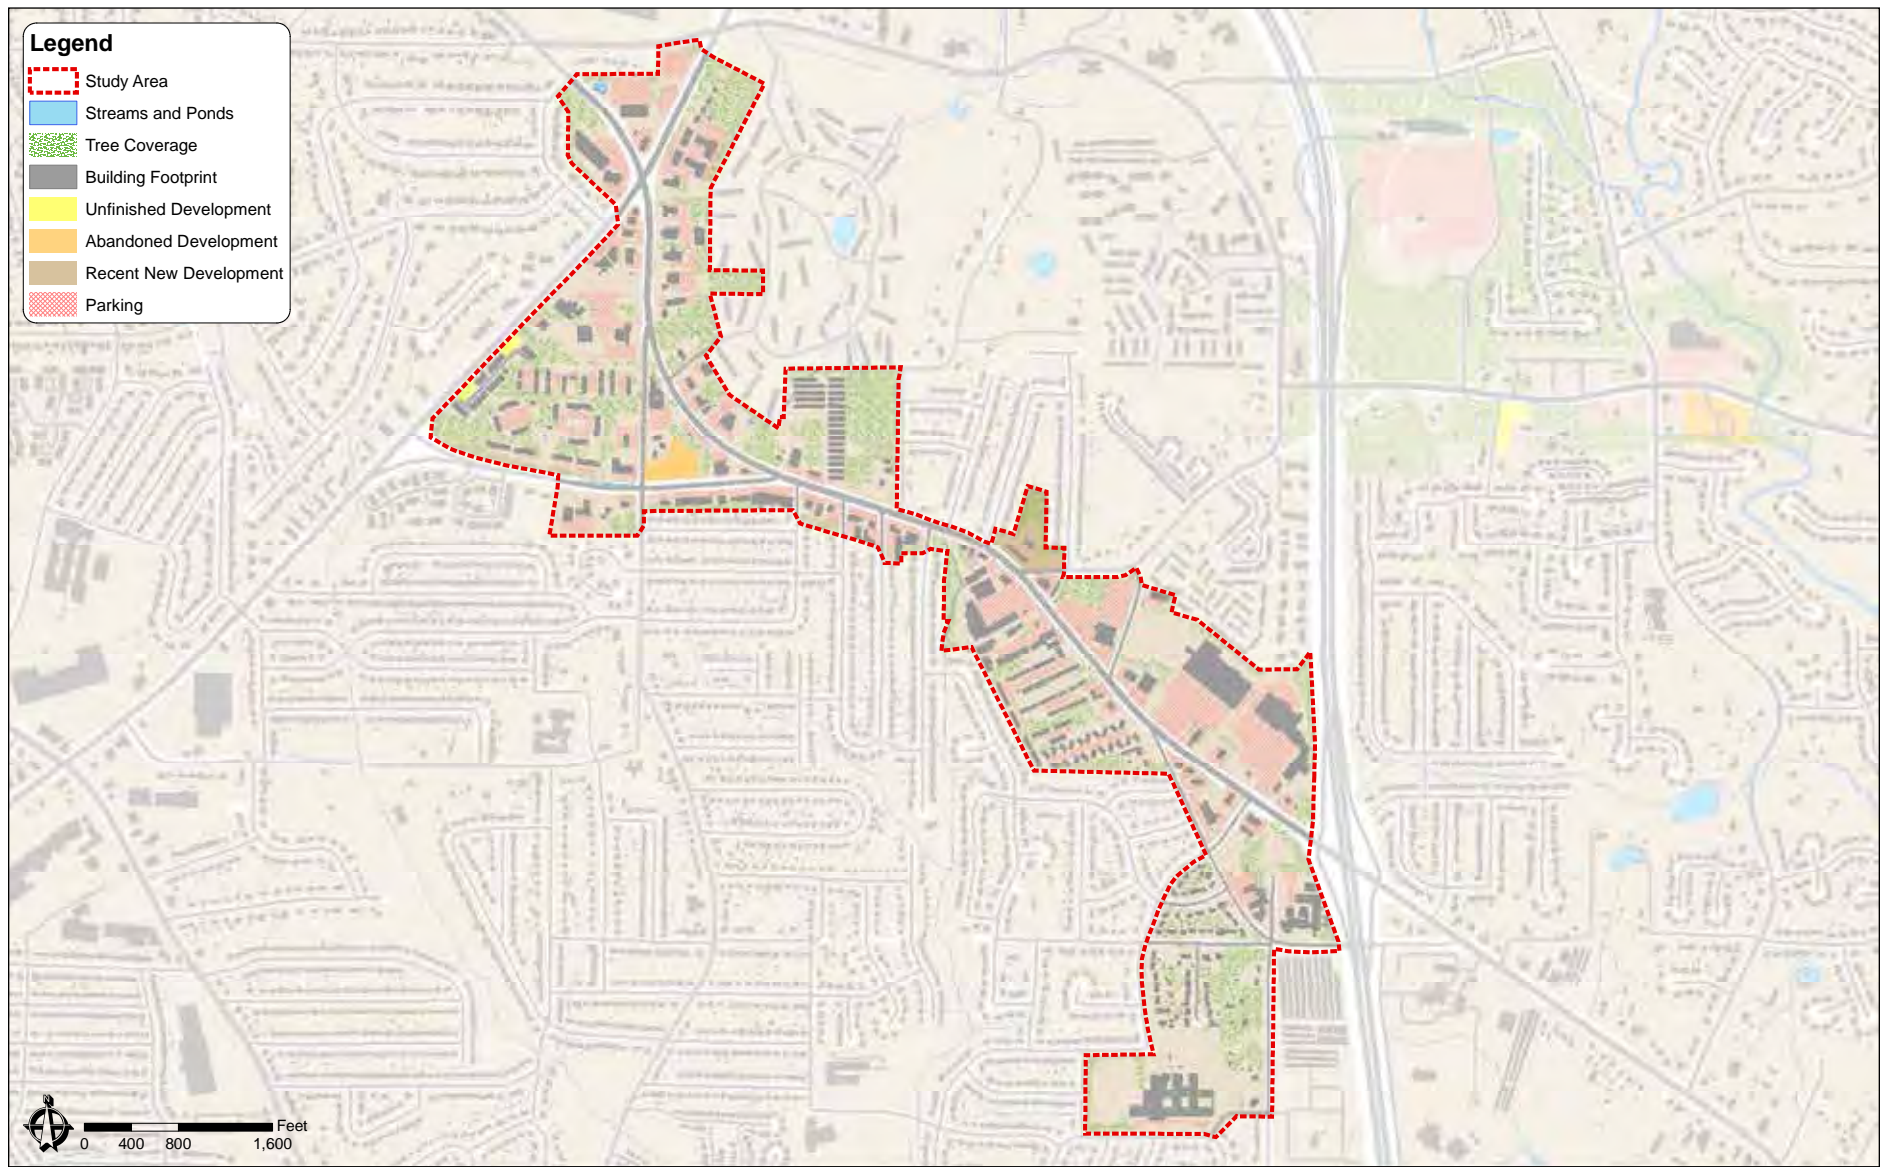 Legend
Study Area
Streams and Ponds
Tree Coverage
Building Footprint
Unfinished Development
Abandoned Development
Recent New Development
Parking
N
Feet
0 400 800 1,600